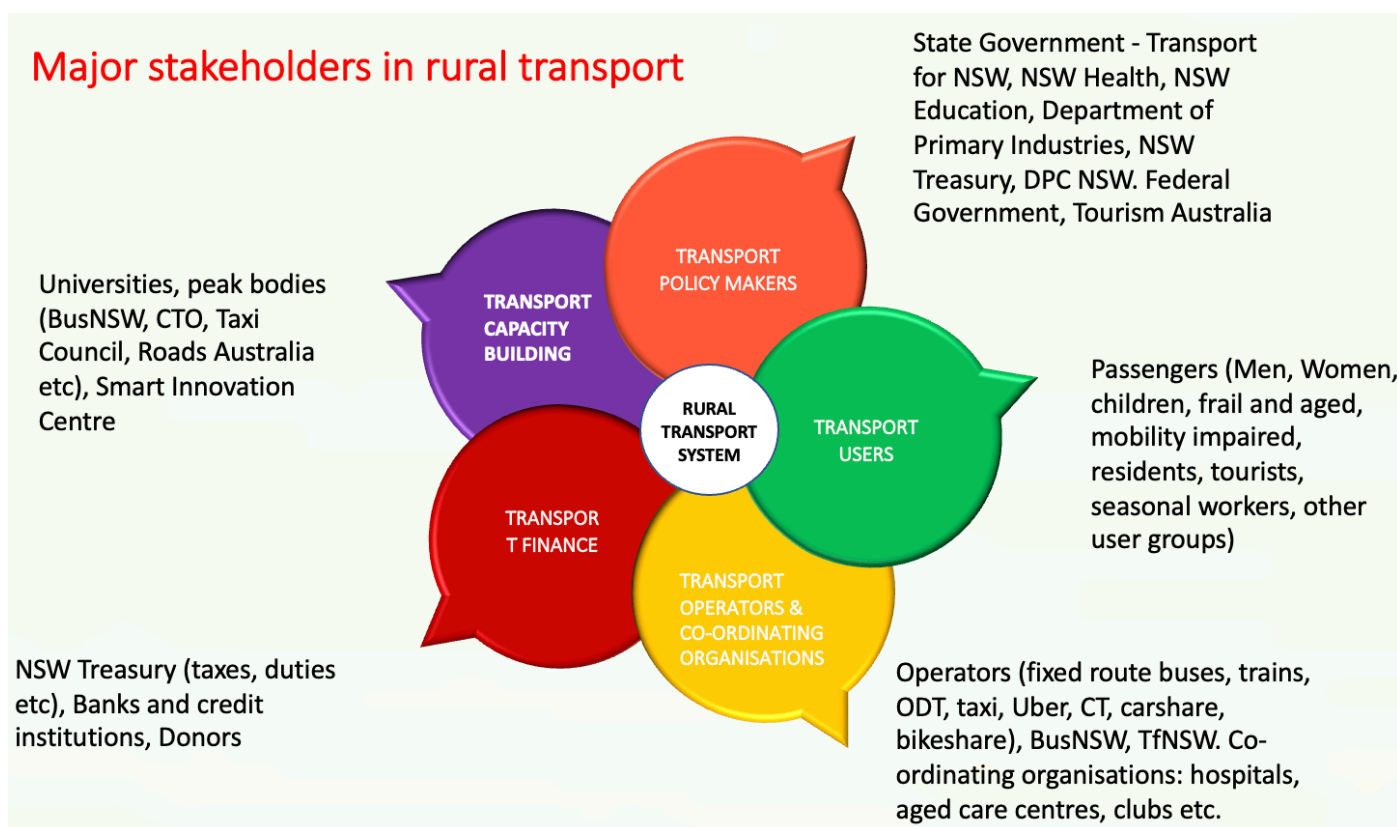 Major stakeholders in rural transport
State Government - Transport
for NSW, NSW Health, NSW
Education, Department of
Primary Industries, NSW
Treasury, DPC NSW. Federal
Government, Tourism Australia
TRANSPORT
POLICY MAKERS
Universities, peak bodies
(BusNSW, CTO, Taxi
Council, Roads Australia
etc), Smart Innovation
Centre
TRANSPORT
CAPACITY
BUILDING
RURAL
TRANSPORT
SYSTEM
TRANSPORT
USERS
Passengers (Men, Women,
children, frail and aged,
mobility impaired,
residents, tourists,
seasonal workers, other
user groups)
TRANSPOR
T FINANCE
TRANSPORT
OPERATORS &
CO-ORDINATING
ORGANISATIONS
NSW Treasury (taxes, duties
etc), Banks and credit
institutions, Donors
Operators (fixed route buses, trains,
ODT, taxi, Uber, CT, carshare,
bikeshare), BusNSW, TfNSW. Co-
ordinating organisations: hospitals,
aged care centres, clubs etc.